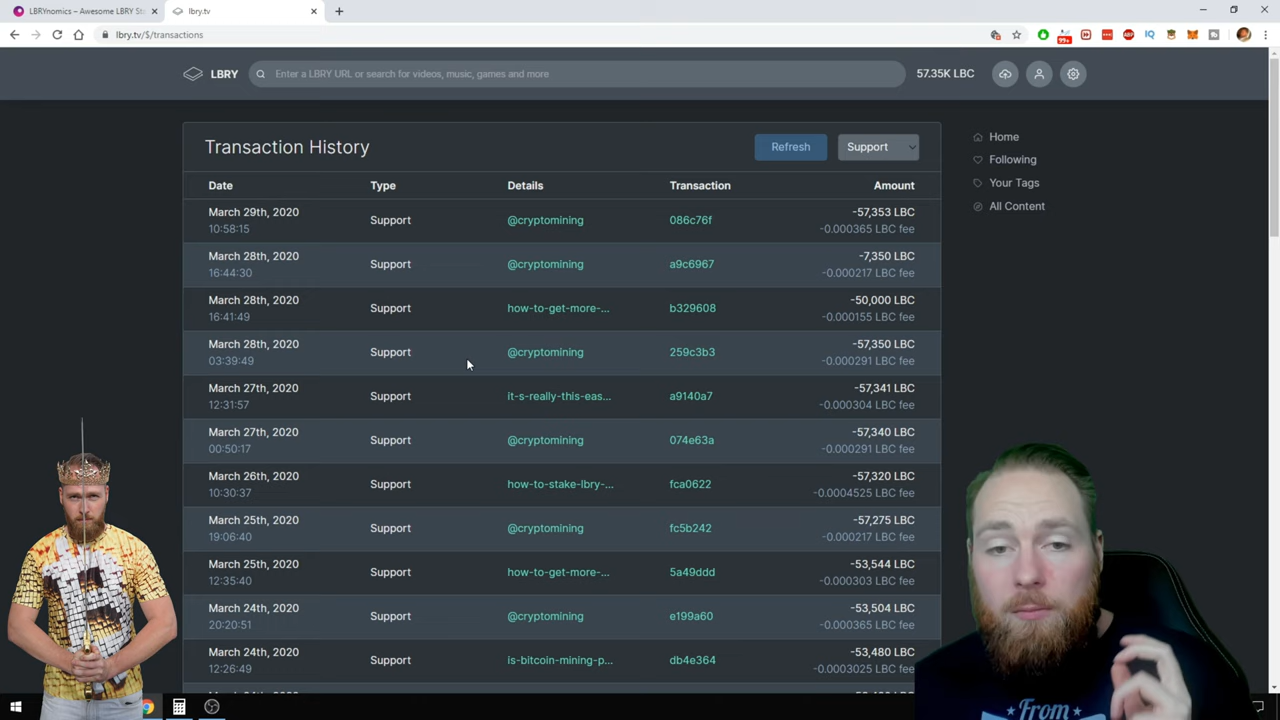 LBRYnomics – Awesome LBRY Sta
lbry.tv
lbry.tv/$/transactions
99+
IQ
ABP
LBRY
Enter a LBRY URL or search for videos, music, games and more
57.35K LBC
Transaction History
Refresh
Support
Home
Following
Your Tags
All Content
Date Type Details Transaction Amount
March 29th, 2020 -57,353 LBC
Support @cryptomining 086c76f
10:58:15 -0.000365 LBC fee
March 28th, 2020 -7,350 LBC
Support @cryptomining a9c6967
16:44:30 -0.000217 LBC fee
March 28th, 2020 -50,000 LBC
Support how-to-get-more-... b329608
16:41:49 -0.000155 LBC fee
March 28th, 2020 -57,350 LBC
Support @cryptomining 259c3b3
03:39:49 -0.000291 LBC fee
March 27th, 2020 -57,341 LBC
Support it-s-really-this-eas... a9140a7
12:31:57 -0.000304 LBC fee
March 27th, 2020 -57,340 LBC
Support @cryptomining 074e63a
00:50:17 -0.000291 LBC fee
March 26th, 2020 -57,320 LBC
Support how-to-stake-lbry-... fca0622
10:30:37 -0.0004525 LBC fee
March 25th, 2020 -57,275 LBC
Support @cryptomining fc5b242
19:06:40 -0.000217 LBC fee
March 25th, 2020 -53,544 LBC
Support how-to-get-more-... 5a49ddd
12:35:40 -0.000303 LBC fee
March 24th, 2020 -53,504 LBC
Support @cryptomining e199a60
20:20:51 -0.000365 LBC fee
March 24th, 2020 -53,480 LBC
Support is-bitcoin-mining-p... db4e364
12:26:49 -0.0003025 LBC fee
From